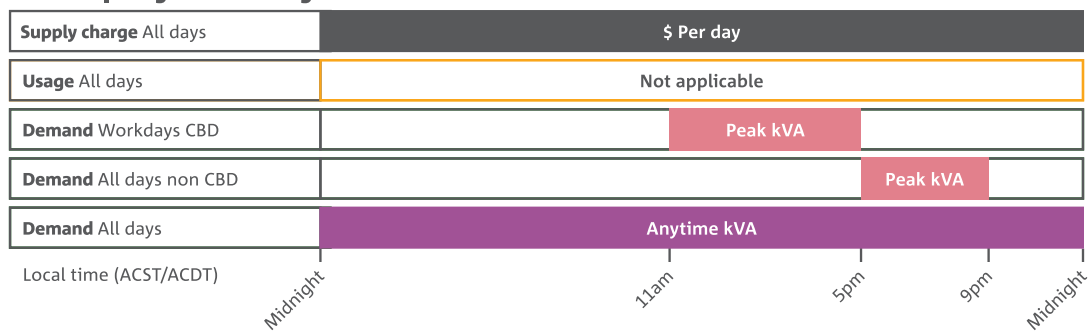 Supply charge All days
$ Per day
Usage All days
Not applicable
Demand Workdays CBD
Peak kVA
Demand All days non CBD
Peak kVA
Demand All days
Anytime kVA
Local time (ACST/ACDT)
Midnight
11am
5pm
9pm
Midnight